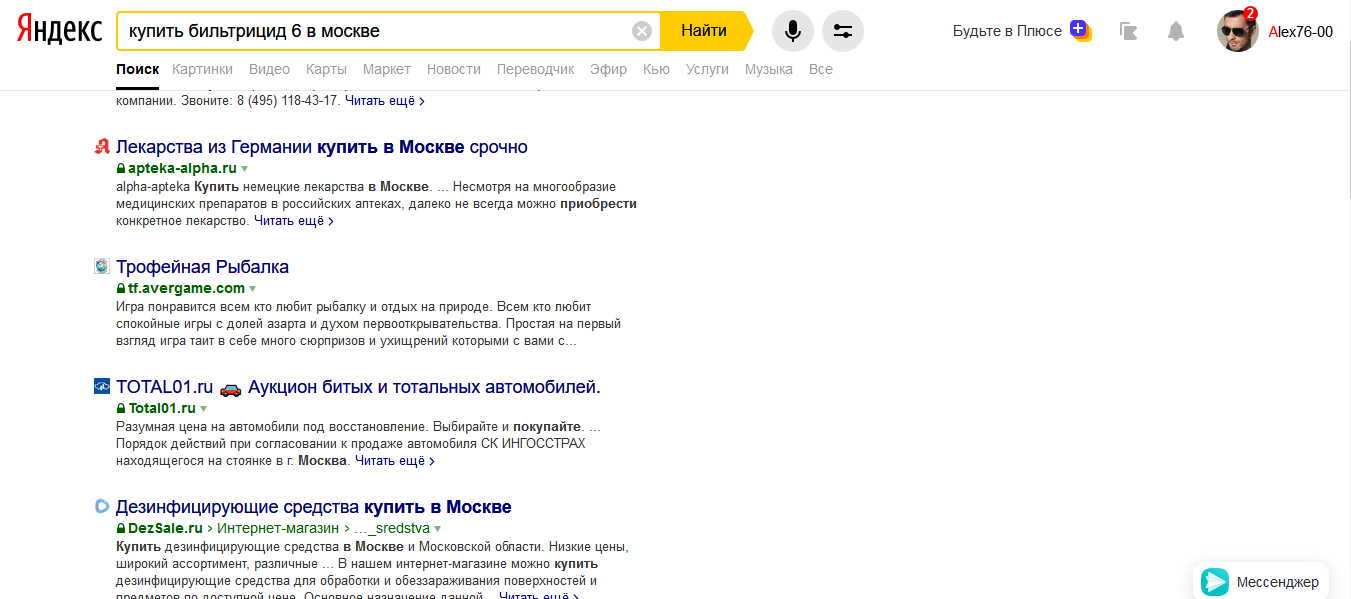 Яндекс
купить бильтрицид 6 в москве
Найти
Будьте в Плюсе
2
Alex76-00
Поиск Картинки Видео Карты Маркет Новости Переводчик Эфир Кью Услуги Музыка Все
компании. Звоните: 8 (495) 118-43-17. Читать ещё >
Лекарства из Германии купить в Москве срочно
apteka-alpha.ru
alpha-apteka Купить немецкие лекарства в Москве. ... Несмотря на многообразие
медицинских препаратов в российских аптеках, далеко не всегда можно приобрести
конкретное лекарство. Читать ещё >
Трофейная Рыбалка
tf.avergame.com
Игра понравится всем кто любит рыбалку и отдых на природе. Всем кто любит
спокойные игры с долей азарта и духом первооткрывательства. Простая на первый
взгляд игра таит в себе много сюрпризов и ухищрений которыми с вами с...
TOTAL01.ru 🚗 Аукцион битых и тотальных автомобилей.
Total01.ru
Разумная цена на автомобили под восстановление. Выбирайте и покупайте. ...
Порядок действий при согласовании к продаже автомобиля СК ИНГОССТРАХ
находящегося на стоянке в г. Москва. Читать ещё >
Дезинфицирующие средства купить в Москве
DezSale.ru > Интернет-магазин > ..._sredstva
Купить дезинфицирующие средства в Москве и Московской области. Низкие цены,
широкий ассортимент, различные ... В нашем интернет-магазине можно купить
дезинфицирующие средства для обработки и обеззараживания поверхностей и
предметов по доступной цене. Основное назначение данной... Читать ещё >
Мессенджер